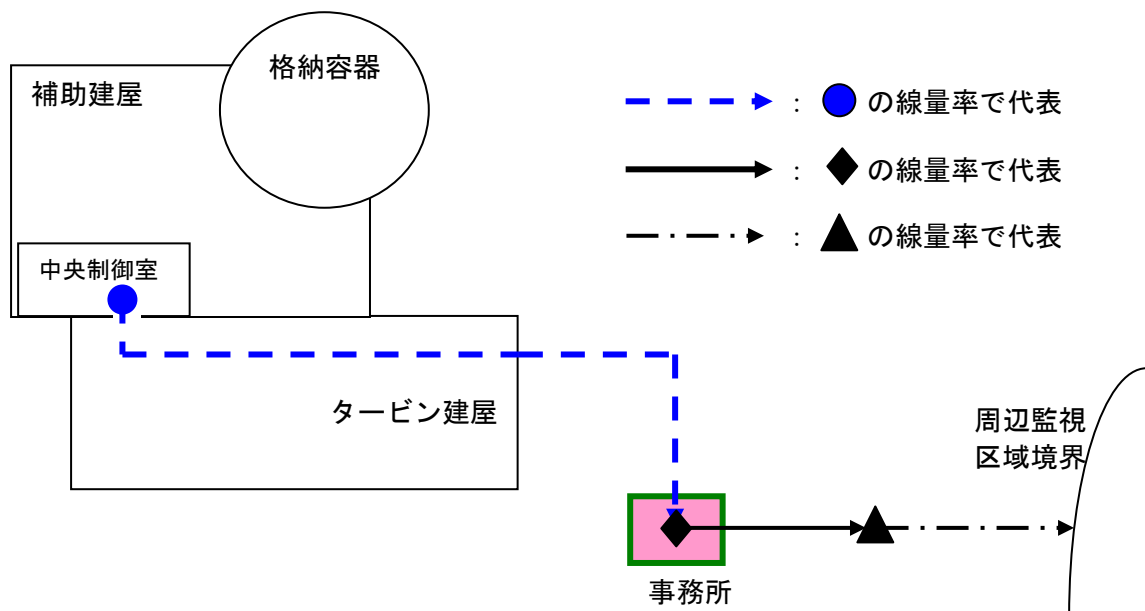 格納容器
補助建屋
: の線量率で代表
: の線量率で代表
: の線量率で代表
中央制御室
タービン建屋
周辺監視
区域境界
事務所